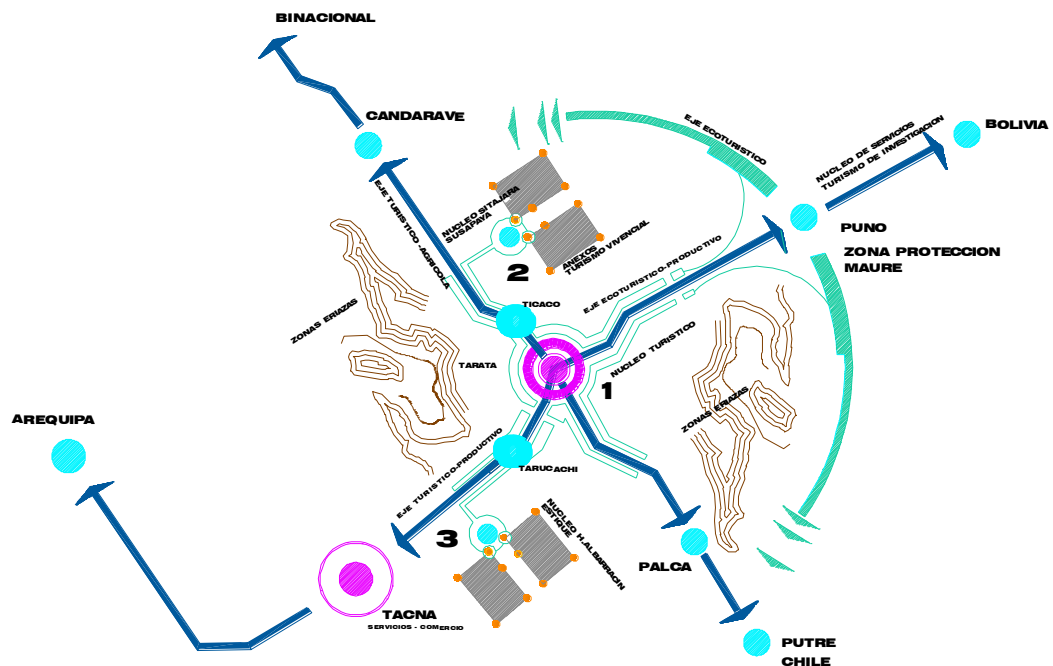 BINACIONAL
CANDARAVE
BOLIVIA
EJE ECOTURISTICO
NUCLEO DE SERVICIOS
TURISMO DE INVESTIGACION
EJE TURISTICO-AGRICOLA
NUCLEO SITAJARA
SUSAPAYA
ANEXOS
TURISMO VIVENCIAL
2
PUNO
ZONA PROTECCION
MAURE
EJE ECOTURISTICO-PRODUCTIVO
TICACO
ZONAS ERIAZAS
TARATA
NUCLEO TURISTICO
1
ZONAS ERIAZAS
AREQUIPA
EJE TURISTICO-PRODUCTIVO
TARUCACHI
3
NUCLEO H.ALBARRACIN
ESTIQUE
PALCA
TACNA
SERVICIOS - COMERCIO
PUTRE
CHILE